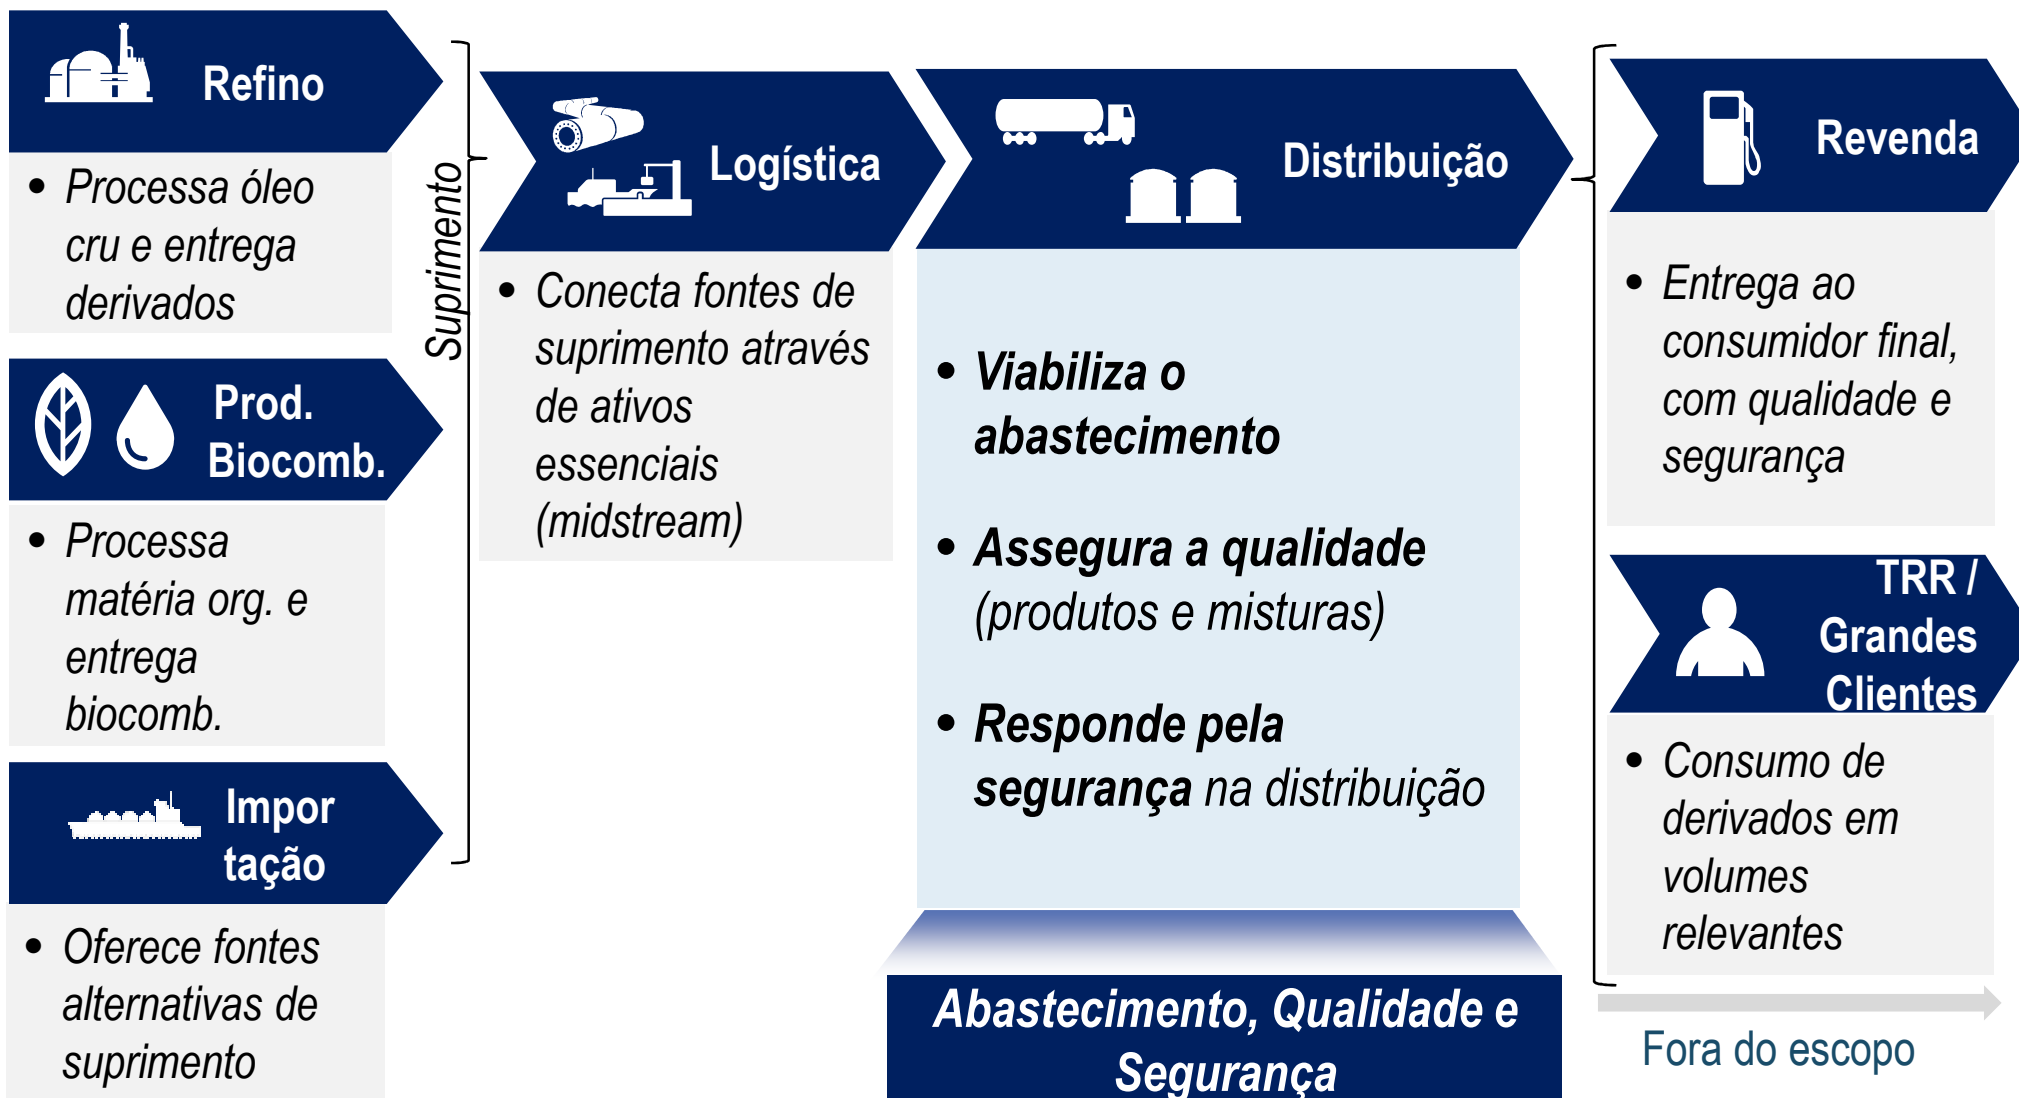 Refino
• Processa óleo
cru e entrega
derivados
Prod.
Biocomb.
• Processa
matéria org. e
entrega
biocomb.
Impor
tação
• Oferece fontes
alternativas de
suprimento
Suprimento
Logística
• Conecta fontes de
suprimento através
de ativos
essenciais
(midstream)
Distribuição
• Viabiliza o
abastecimento
• Assegura a qualidade
(produtos e misturas)
• Responde pela
segurança na distribuição
Abastecimento, Qualidade e
Segurança
Revenda
• Entrega ao
consumidor final,
com qualidade e
segurança
TRR /
Grandes
Clientes
• Consumo de
derivados em
volumes
relevantes
Fora do escopo